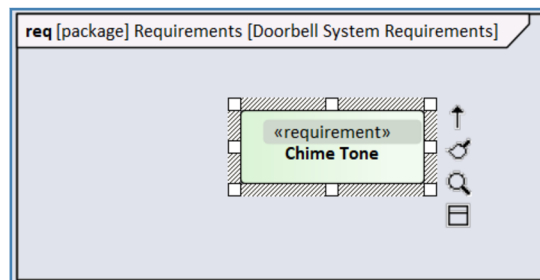 req [package] Requirements [Doorbell System Requirements]
«requirement»
Chime Tone